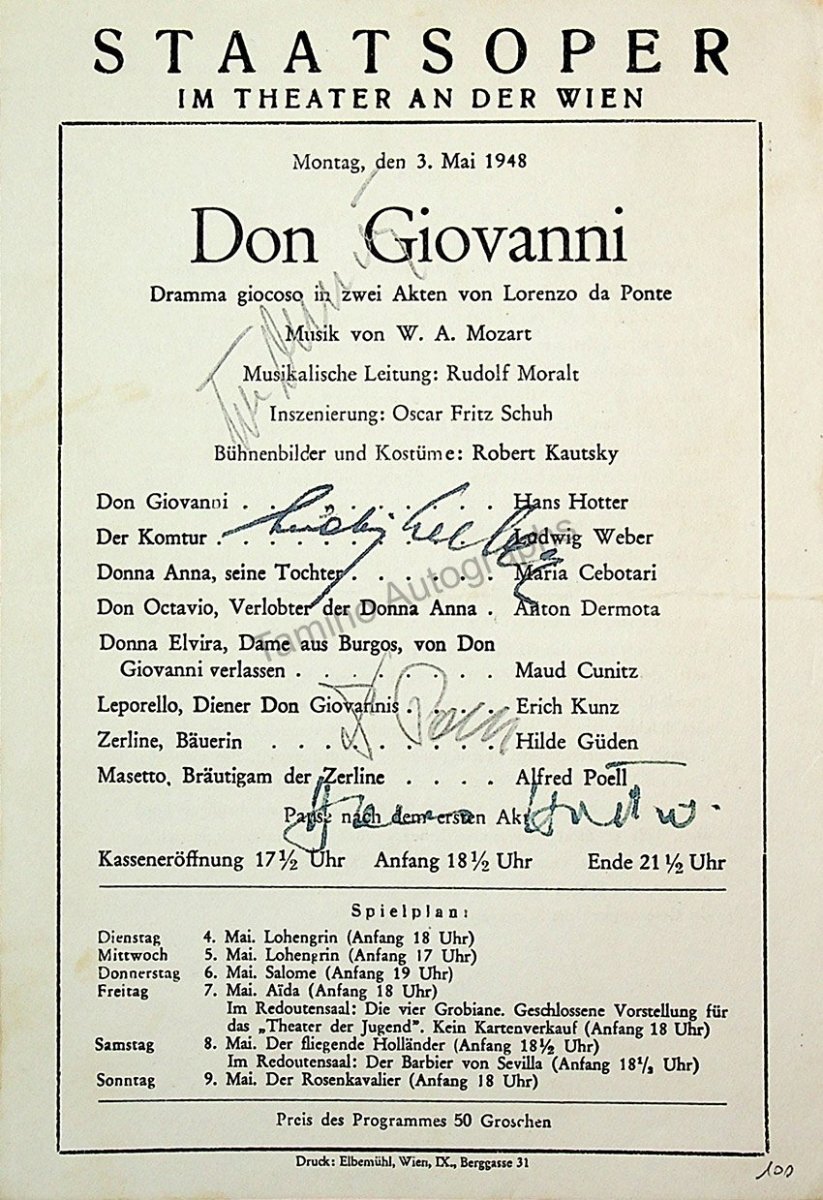 STAATSOPER
IM THEATER AN DER WIEN
Montag, den 3. Mai 1948
Don Giovanni
Dramma giocoso in zwei Akten von Lorenzo da Ponte
Musik von W. A. Mozart
Musikalische Leitung: Rudolf Moralt
Inszenierung: Oscar Fritz Schuh
Bühnenbilder und Kostüme: Robert Kautsky
Don Giovanni . . . . . . . . . Hans Hotter
Der Komtur . . . . . . . . . Ludwig Weber
Donna Anna, seine Tochter . . . . . . Maria Cebotari
Don Octavio, Verlobter der Donna Anna . Anton Dermota
Donna Elvira, Dame aus Burgos, von Don
Giovanni verlassen . . . . . . . . Maud Cunitz
Leporello, Diener Don Giovannis . . . . Erich Kunz
Zerline, Bäuerin . . . . . . . . . Hilde Güden
Masetto, Bräutigam der Zerline . . . . Alfred Poell
Pause nach dem ersten Akt
Kasseneröffnung 17½ Uhr Anfang 18½ Uhr Ende 21½ Uhr
Tamino Autographs
Spielplan:
Dienstag 4. Mai. Lohengrin (Anfang 18 Uhr)
Mittwoch 5. Mai. Lohengrin (Anfang 17 Uhr)
Donnerstag 6. Mai. Salome (Anfang 19 Uhr)
Freitag 7. Mai. Aïda (Anfang 18 Uhr)
Im Redoutensaal: Die vier Grobiane. Geschlossene Vorstellung für
das „Theater der Jugend". Kein Kartenverkauf (Anfang 18 Uhr)
Samstag 8. Mai. Der fliegende Holländer (Anfang 18½ Uhr)
Im Redoutensaal: Der Barbier von Sevilla (Anfang 18½ Uhr)
Sonntag 9. Mai. Der Rosenkavalier (Anfang 18 Uhr)
Preis des Programmes 50 Groschen
Druck: Elbemühl, Wien, IX., Berggasse 31
100